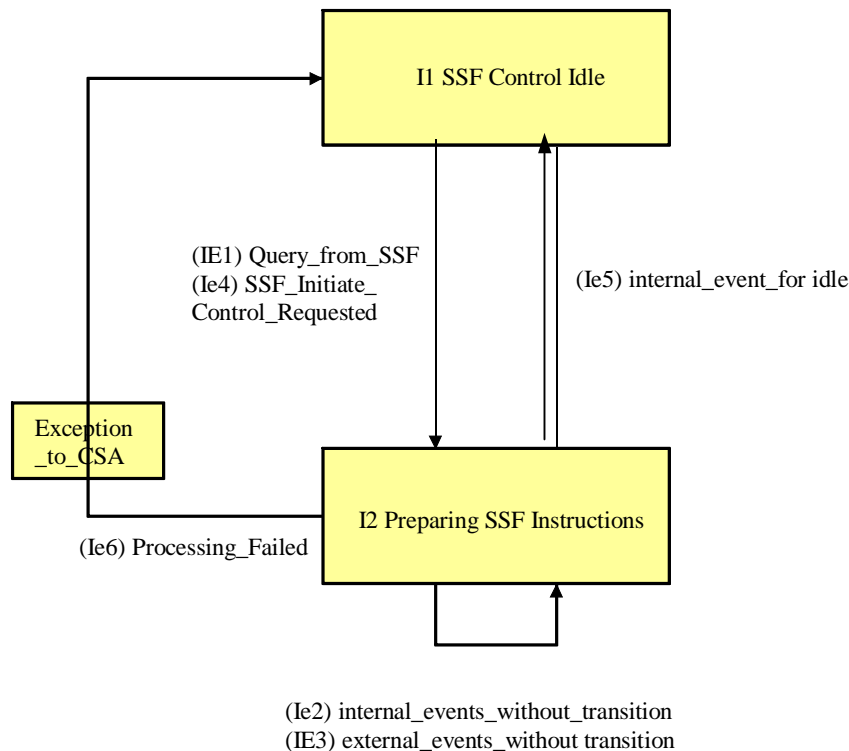 I1 SSF Control Idle
(IE1) Query_from_SSF
(Ie4) SSF_Initiate_
Control_Requested
(Ie5) internal_event_for idle
Exception
_to_CSA
I2 Preparing SSF Instructions
(Ie6) Processing_Failed
(Ie2) internal_events_without_transition
(IE3) external_events_without transition